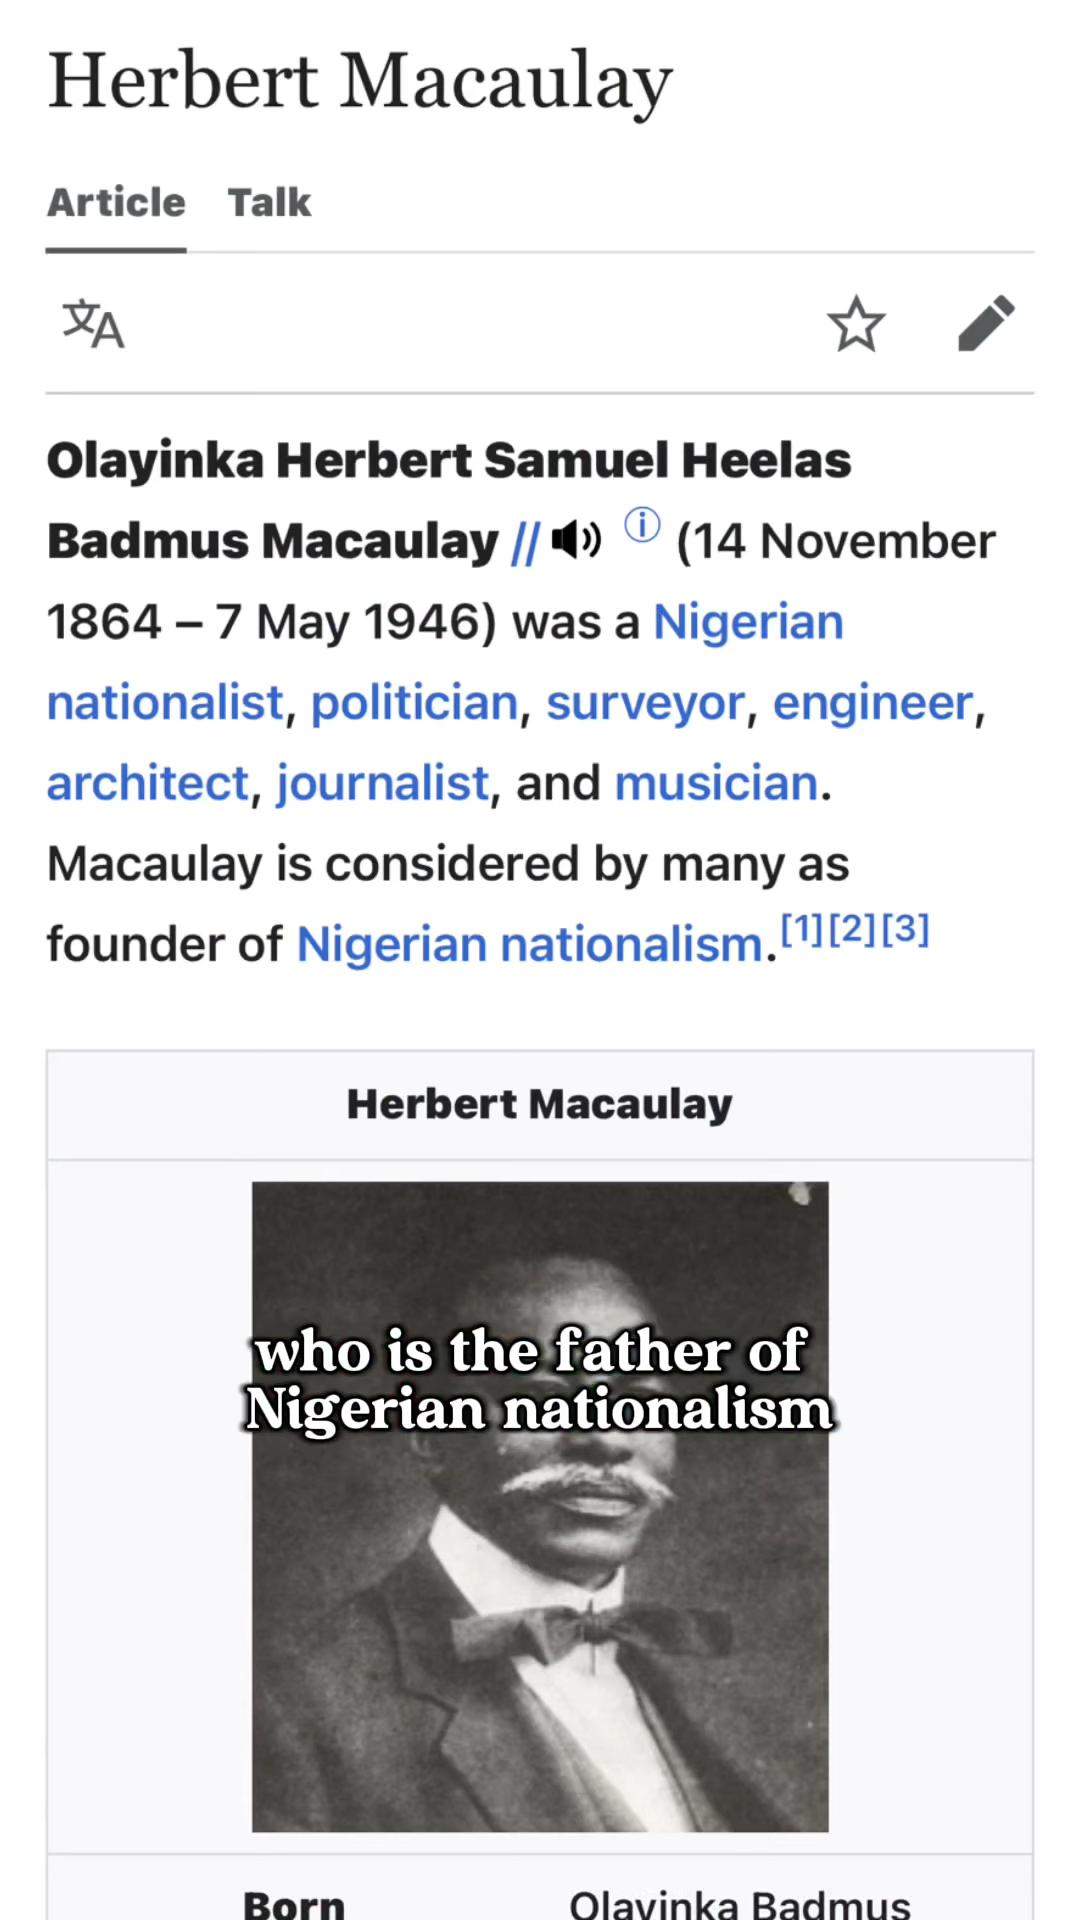 Herbert Macaulay
Article Talk
文A
Olayinka Herbert Samuel Heelas
Badmus Macaulay // ⓘ (14 November
1864 – 7 May 1946) was a Nigerian
nationalist, politician, surveyor, engineer,
architect, journalist, and musician.
Macaulay is considered by many as
founder of Nigerian nationalism.[1][2][3]
Herbert Macaulay
who is the father of
Nigerian nationalism
Born Olayinka Badmus